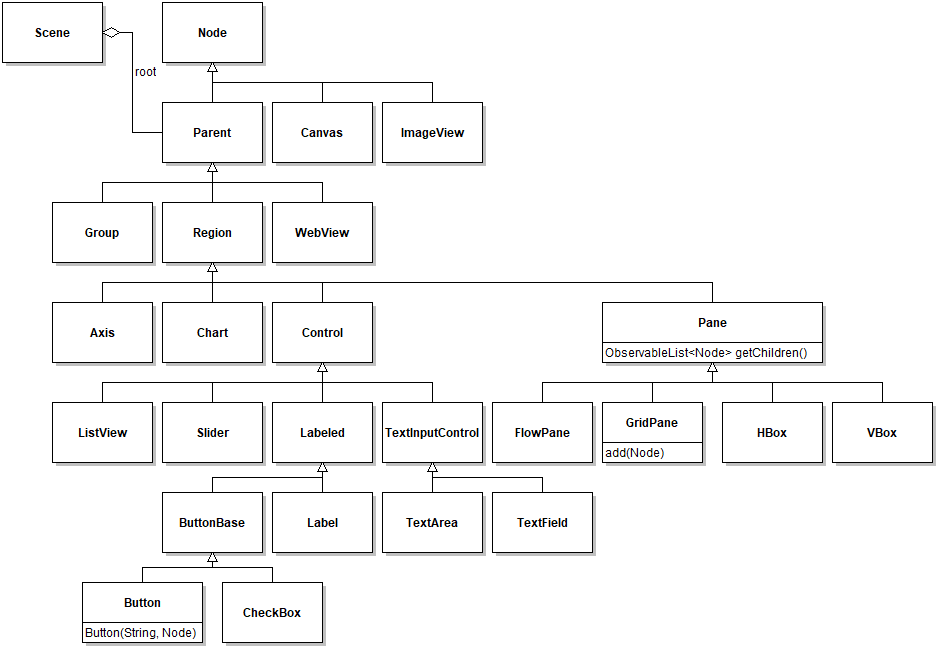 Scene
Node
root
Parent
Canvas
ImageView
Group
Region
WebView
Axis
Chart
Control
Pane
ObservableList<Node> getChildren()
ListView
Slider
Labeled
TextInputControl
FlowPane
GridPane
add(Node)
HBox
VBox
ButtonBase
Label
TextArea
TextField
Button
Button(String, Node)
CheckBox